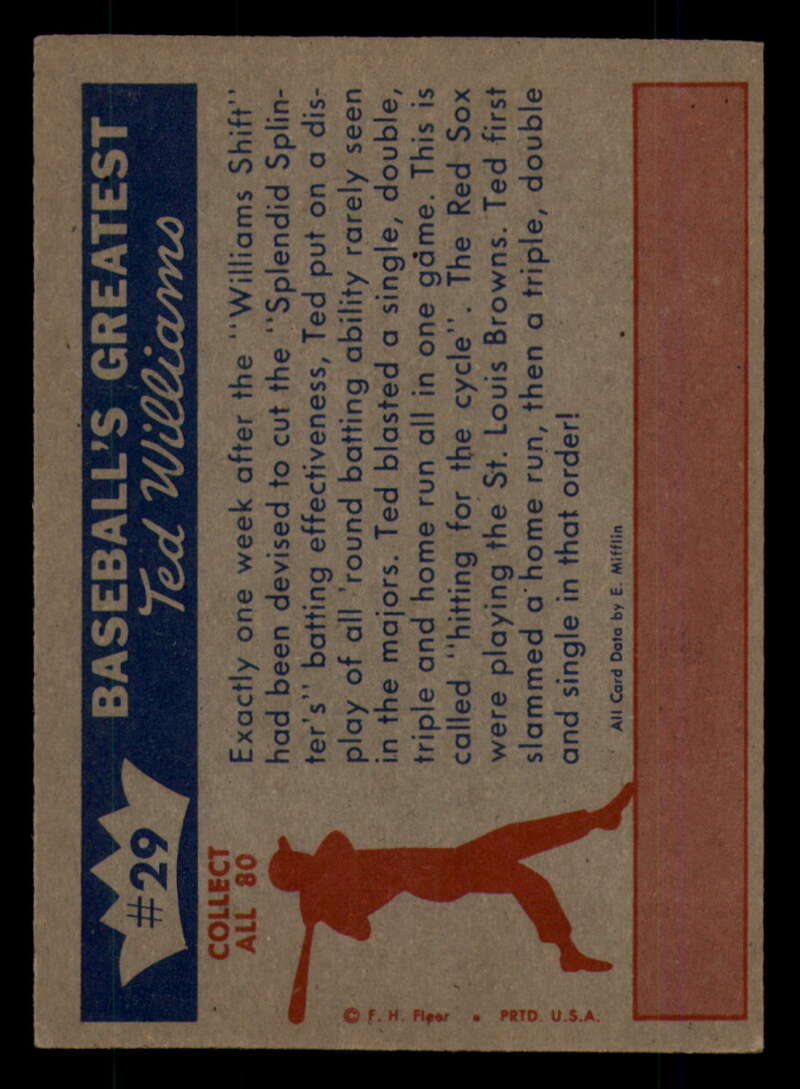 #29
BASEBALL'S GREATEST
Ted Williams
COLLECT
ALL 80
Exactly one week after the "Williams Shift"
had been devised to cut the "Splendid Splin-
ter's" batting effectiveness, Ted put on a dis-
play of all 'round batting ability rarely seen
in the majors. Ted blasted a single, double,
triple and home run all in one game. This is
called "hitting for the cycle". The Red Sox
were playing the St. Louis Browns. Ted first
slammed a home run, then a triple, double
and single in that order!
All Card Data by E. Mifflin
© F. H. Fleer • PRTD. U.S.A.